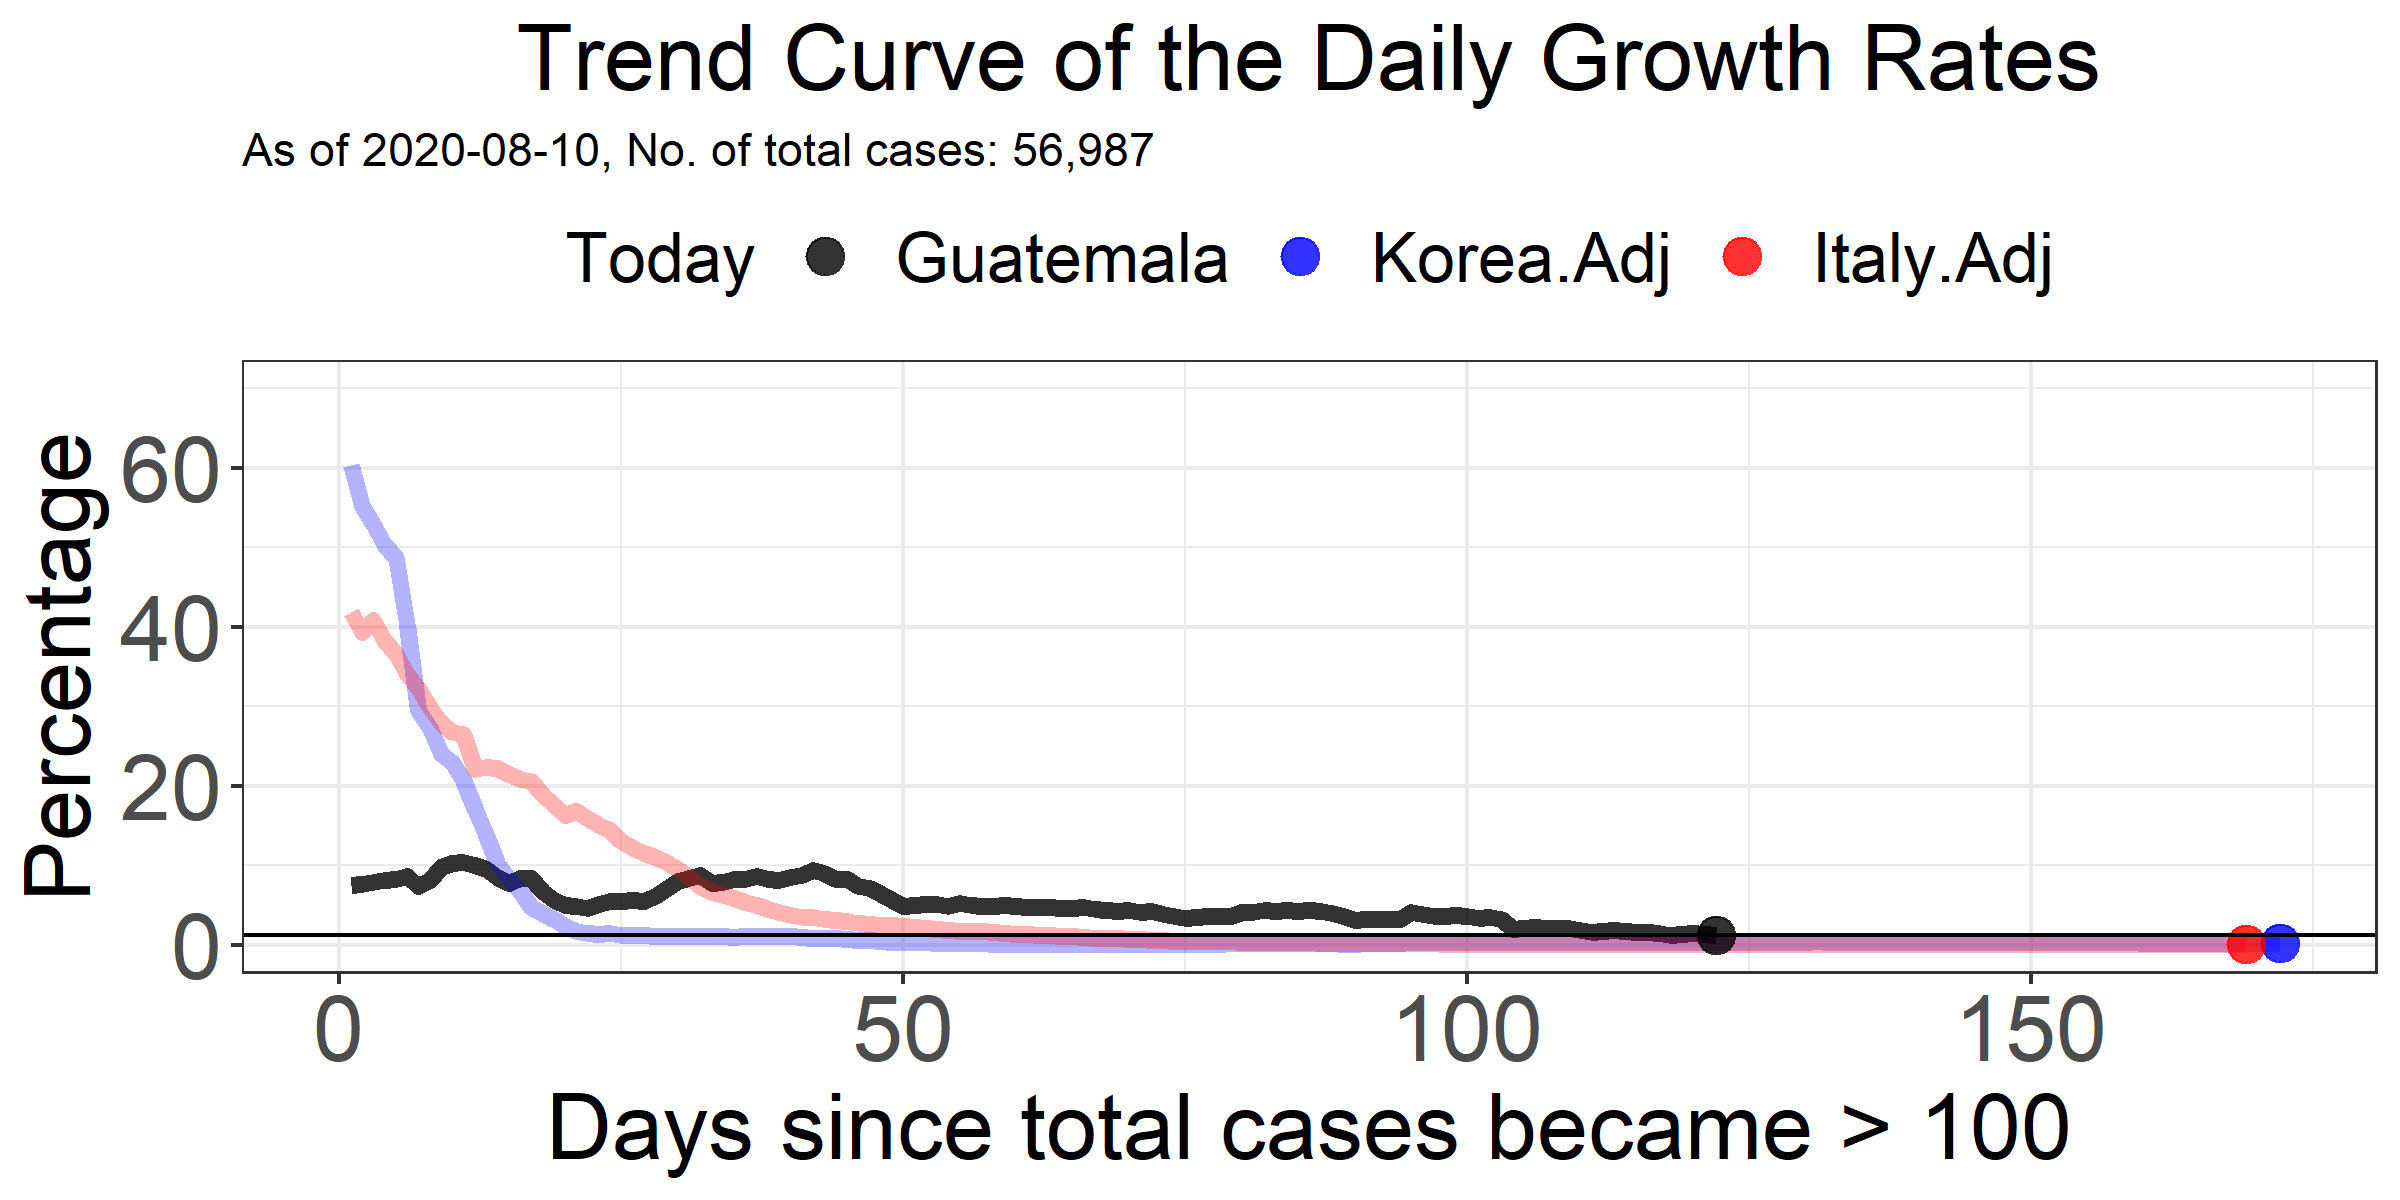 Trend Curve of the Daily Growth Rates
As of 2020-08-10, No. of total cases: 56,987
Today Guatemala Korea.Adj Italy.Adj
Percentage
60
40
20
0
0 50 100 150
Days since total cases became > 100